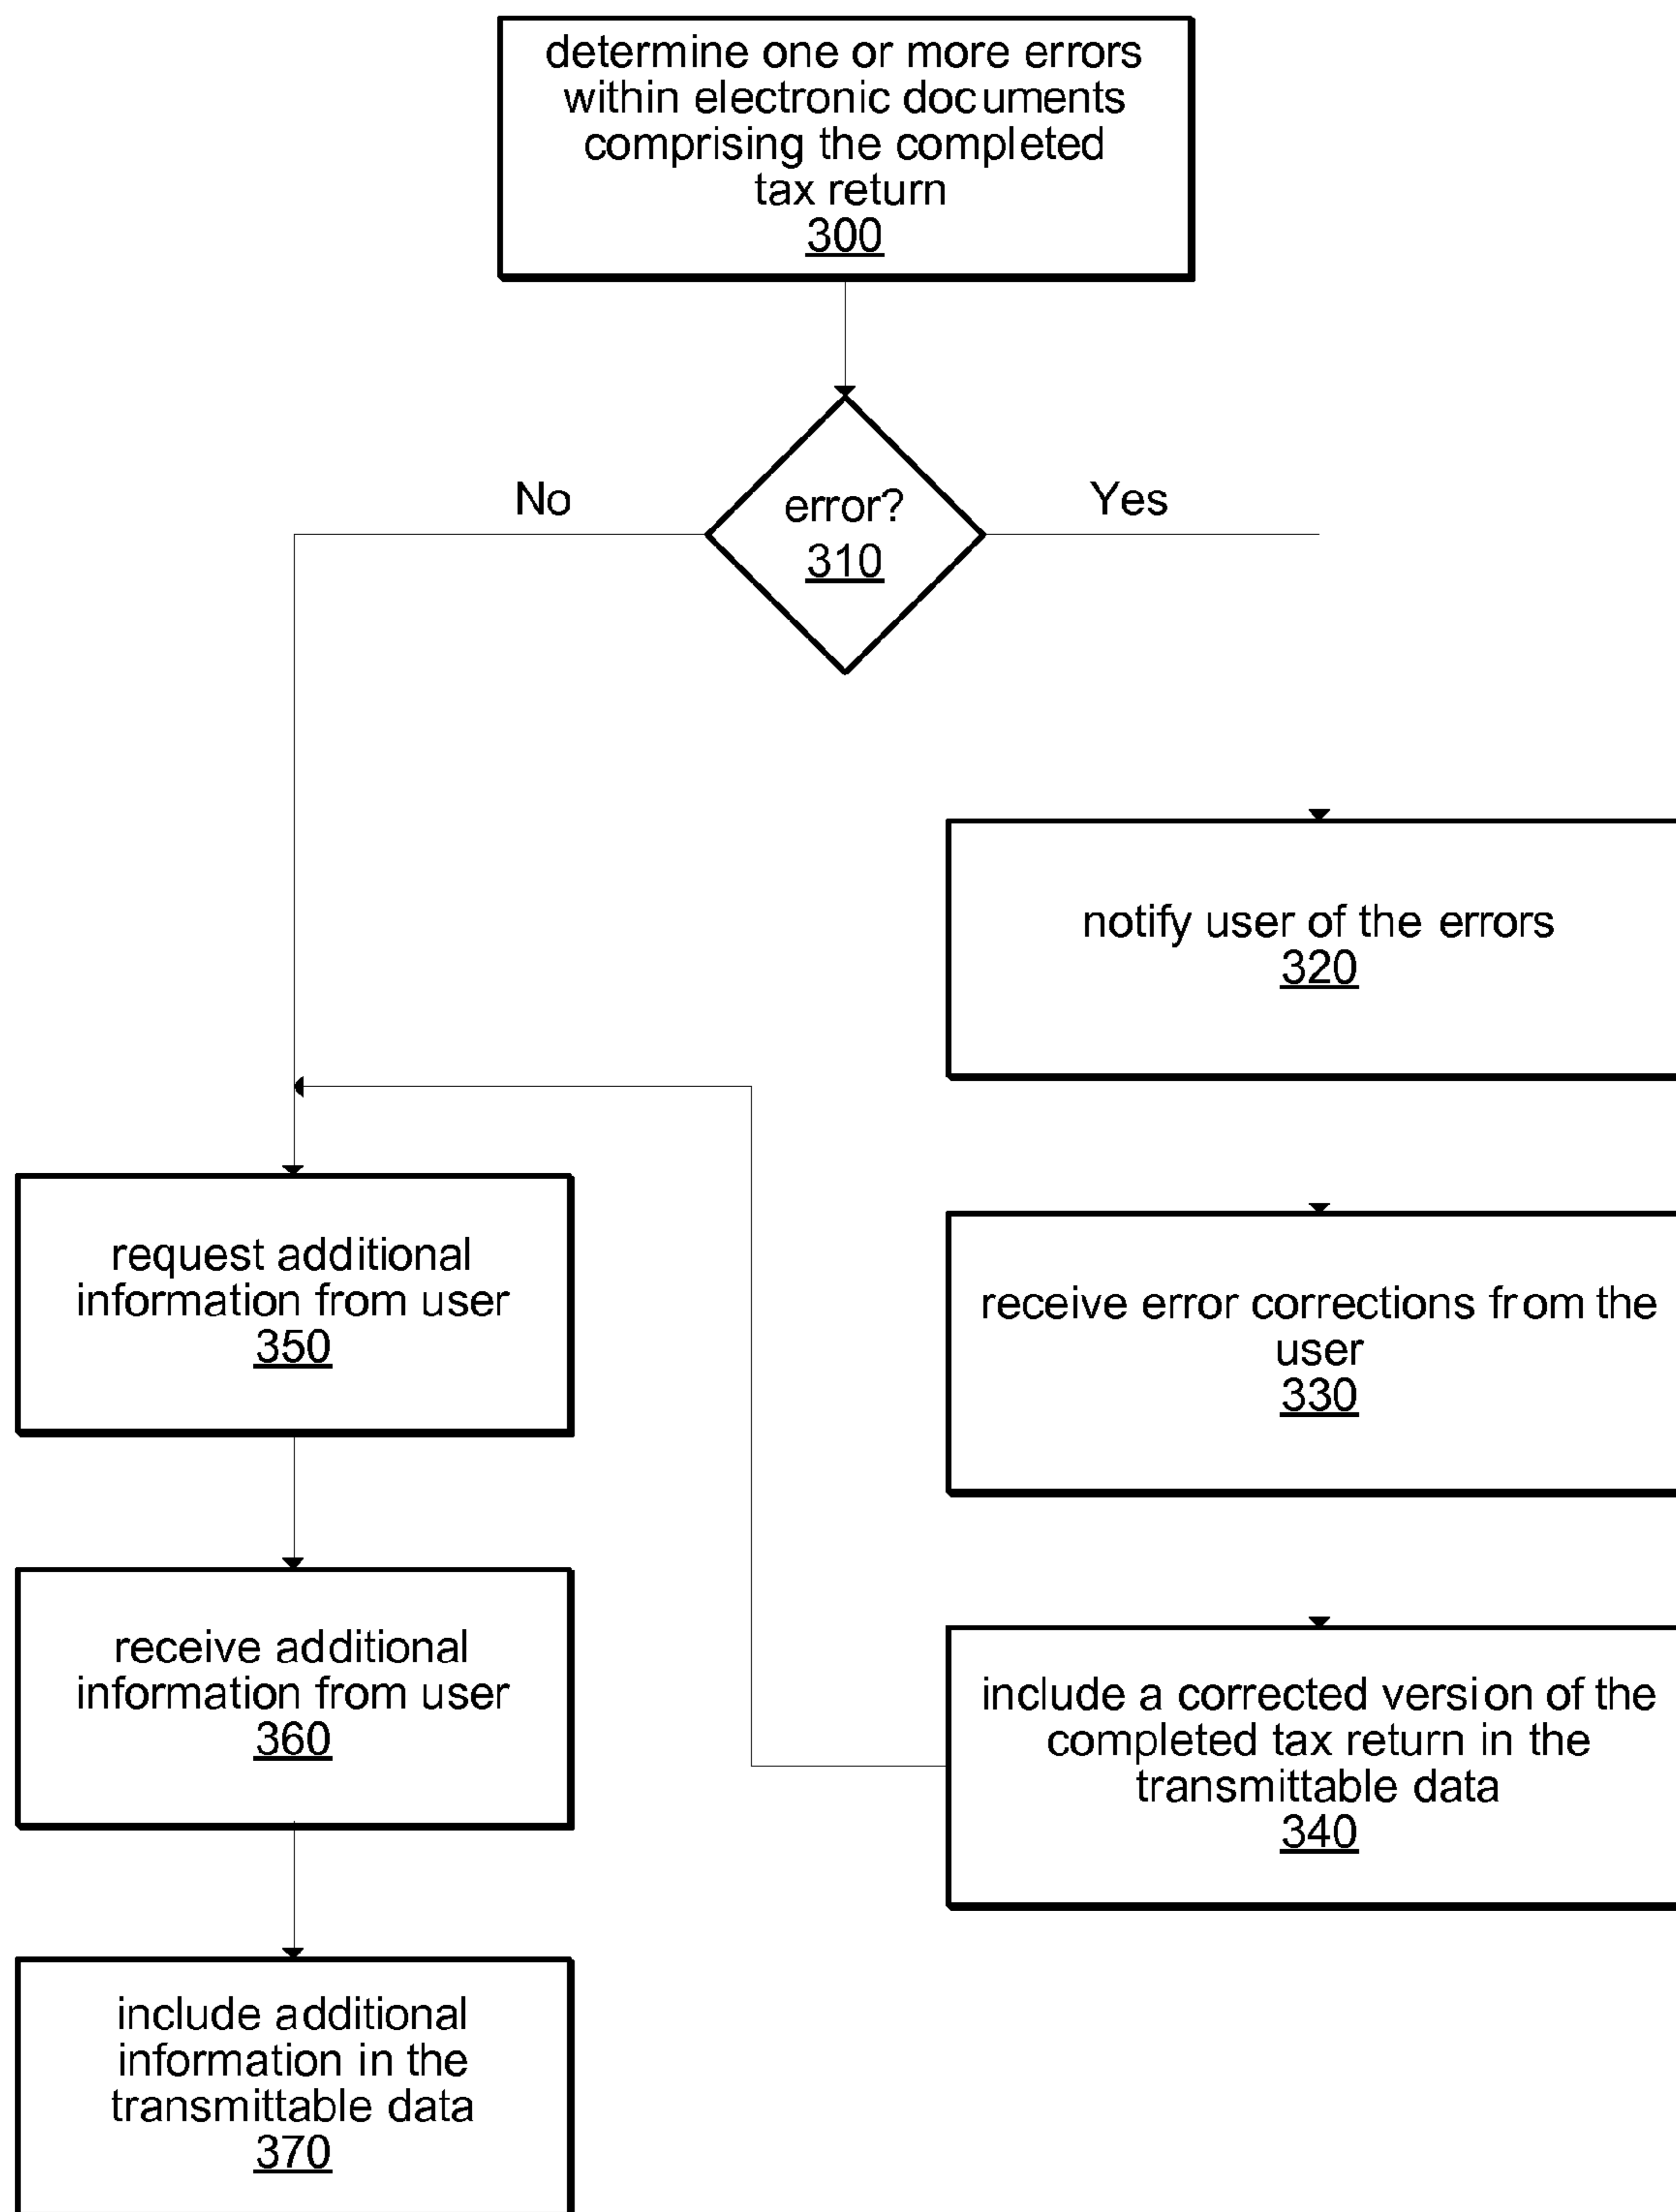 determine one or more errors
within electronic documents
comprising the completed
tax return
300
No
error?
310
Yes
notify user of the errors
320
receive error corrections from the
user
330
include a corrected version of the
completed tax return in the
transmittable data
340
request additional
information from user
350
receive additional
information from user
360
include additional
information in the
transmittable data
370